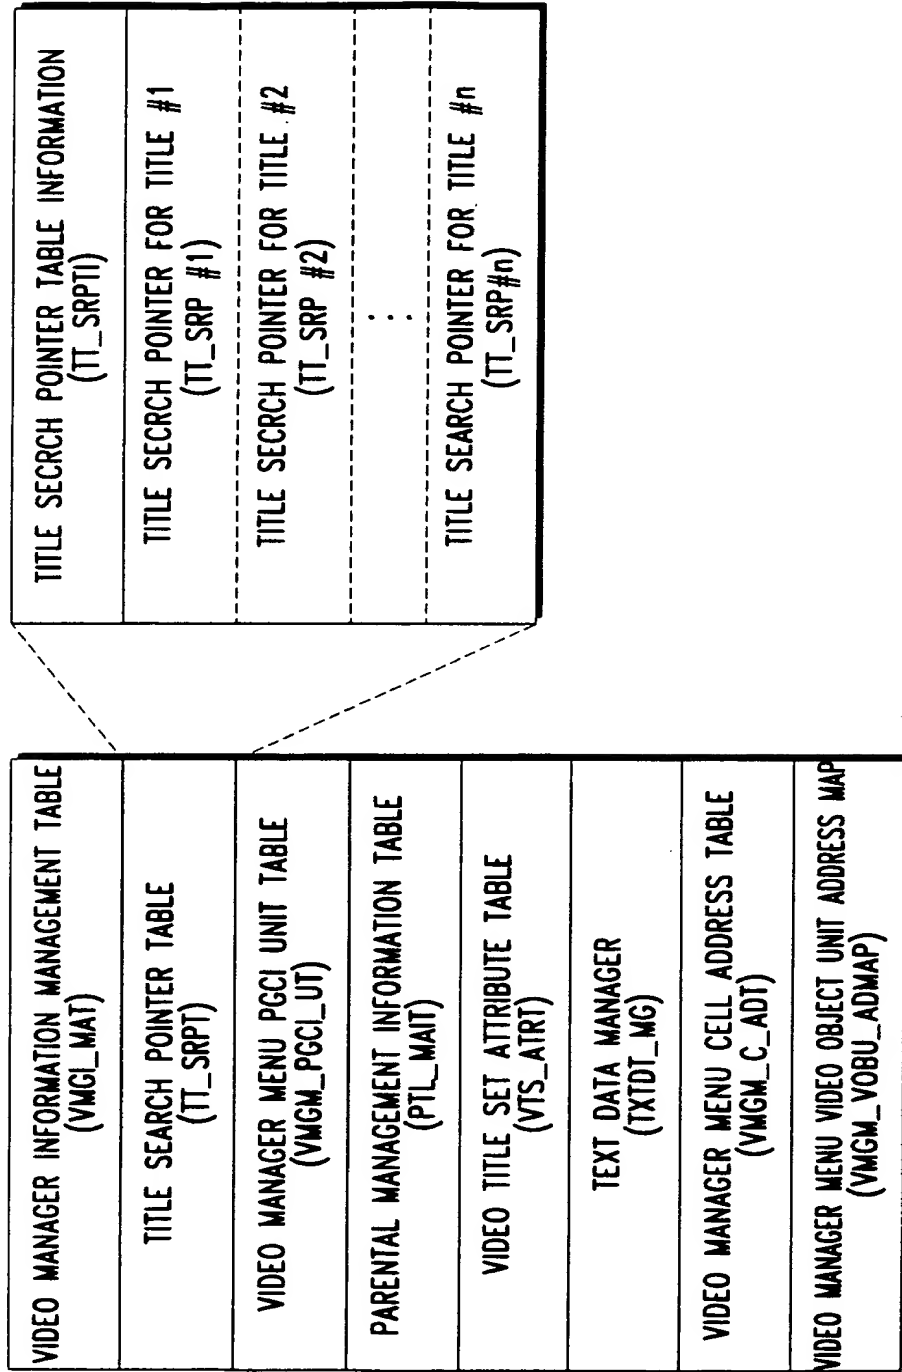 VIDEO MANAGER INFORMATION MANAGEMENT TABLE
(VMGI_MAT)
TITLE SEARCH POINTER TABLE
(TT_SRPT)
VIDEO MANAGER MENU PGCI UNIT TABLE
(VMGM_PGCI_UT)
PARENTAL MANAGEMENT INFORMATION TABLE
(PTL_MAIT)
VIDEO TITLE SET ATTRIBUTE TABLE
(VTS_ATRT)
TEXT DATA MANAGER
(TXTDT_MG)
VIDEO MANAGER MENU CELL ADDRESS TABLE
(VMGM_C_ADT)
VIDEO MANAGER MENU VIDEO OBJECT UNIT ADDRESS MAP
(VMGM_VOBU_ADMAP)
TITLE SECRCH POINTER TABLE INFORMATION
(TT_SRPTI)
TITLE SECRCH POINTER FOR TITLE #1
(TT_SRP #1)
TITLE SECRCH POINTER FOR TITLE #2
(TT_SRP #2)
...
TITLE SEARCH POINTER FOR TITLE #n
(TT_SRP#n)